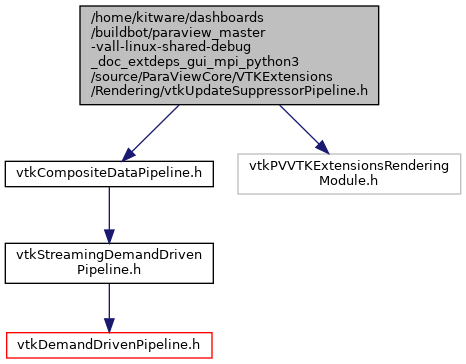 /home/kitware/dashboards
/buildbot/paraview_master
-vall-linux-shared-debug
_doc_extdeps_gui_mpi_python3
/source/ParaViewCore/VTKExtensions
/Rendering/vtkUpdateSuppressorPipeline.h
vtkCompositeDataPipeline.h
vtkPVVTKExtensionsRendering
Module.h
vtkStreamingDemandDriven
Pipeline.h
vtkDemandDrivenPipeline.h